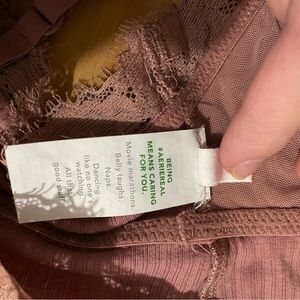 BEING
#AERIEREAL
MEANS CARING
FOR YOU.
Movie marathons.
Belly laughs.
Naps.
Dancing
like no one's
watching.
All the
good stuff.